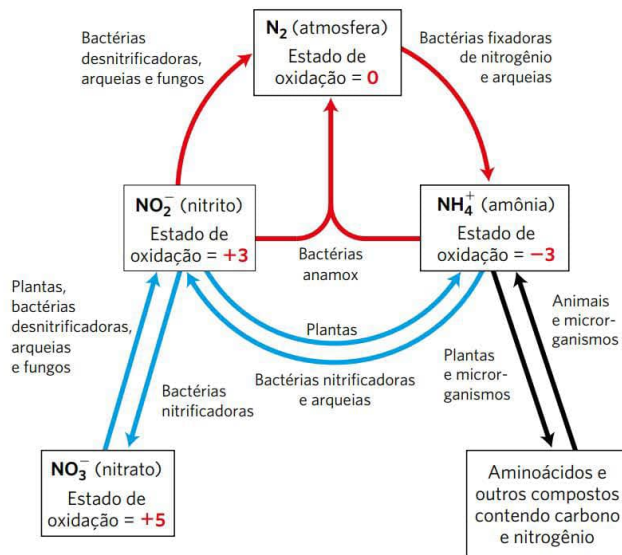 Bactérias
desnitrificadoras,
arqueias e fungos
N₂ (atmosfera)
Estado de
oxidação = 0
Bactérias fixadoras
de nitrogênio
e arqueias
NO₂⁻ (nitrito)
Estado de
oxidação = +3
Bactérias
anamox
NH₄⁺ (amônia)
Estado de
oxidação = −3
Plantas,
bactérias
desnitrificadoras,
arqueias
e fungos
Bactérias
nitrificadoras
Plantas
Bactérias nitrificadoras
e arqueias
Plantas
e micror-
ganismos
Animais
e micror-
ganismos
NO₃⁻ (nitrato)
Estado de
oxidação = +5
Aminoácidos e
outros compostos
contendo carbono
e nitrogênio